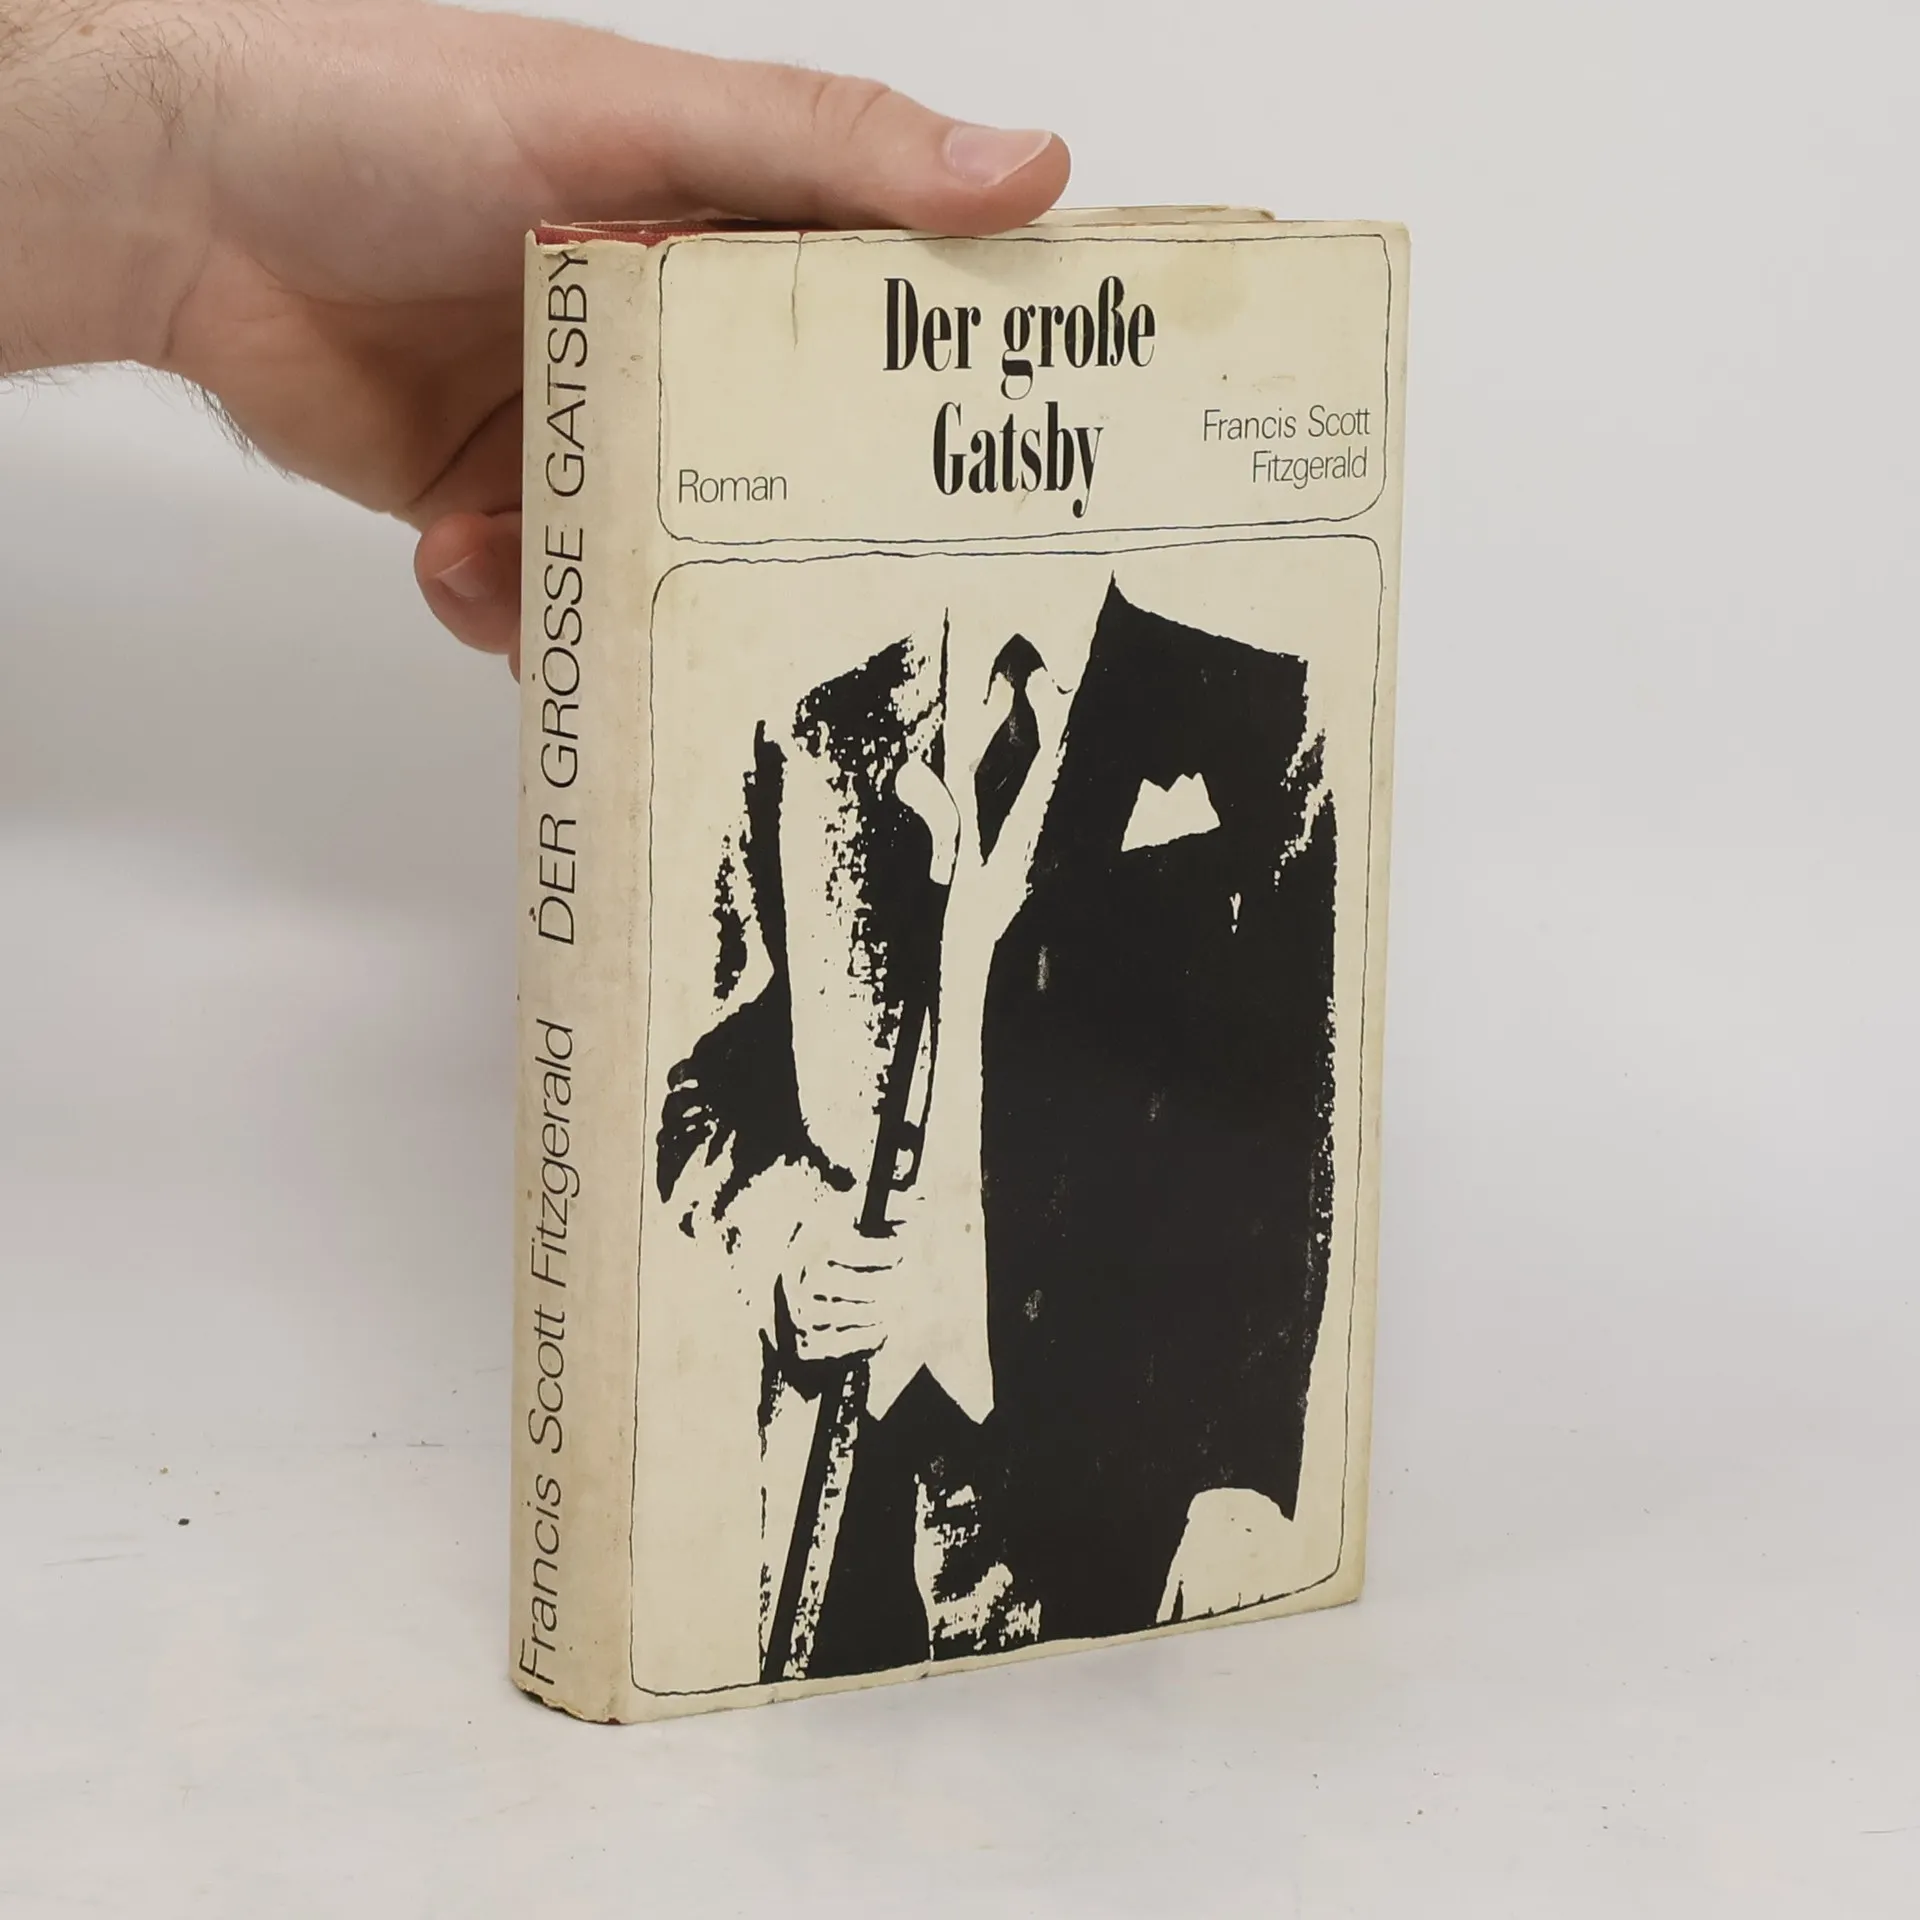 Der große
Gatsby
Roman
Francis Scott
Fitzgerald
Francis Scott Fitzgerald DER GROSSE GATSBY